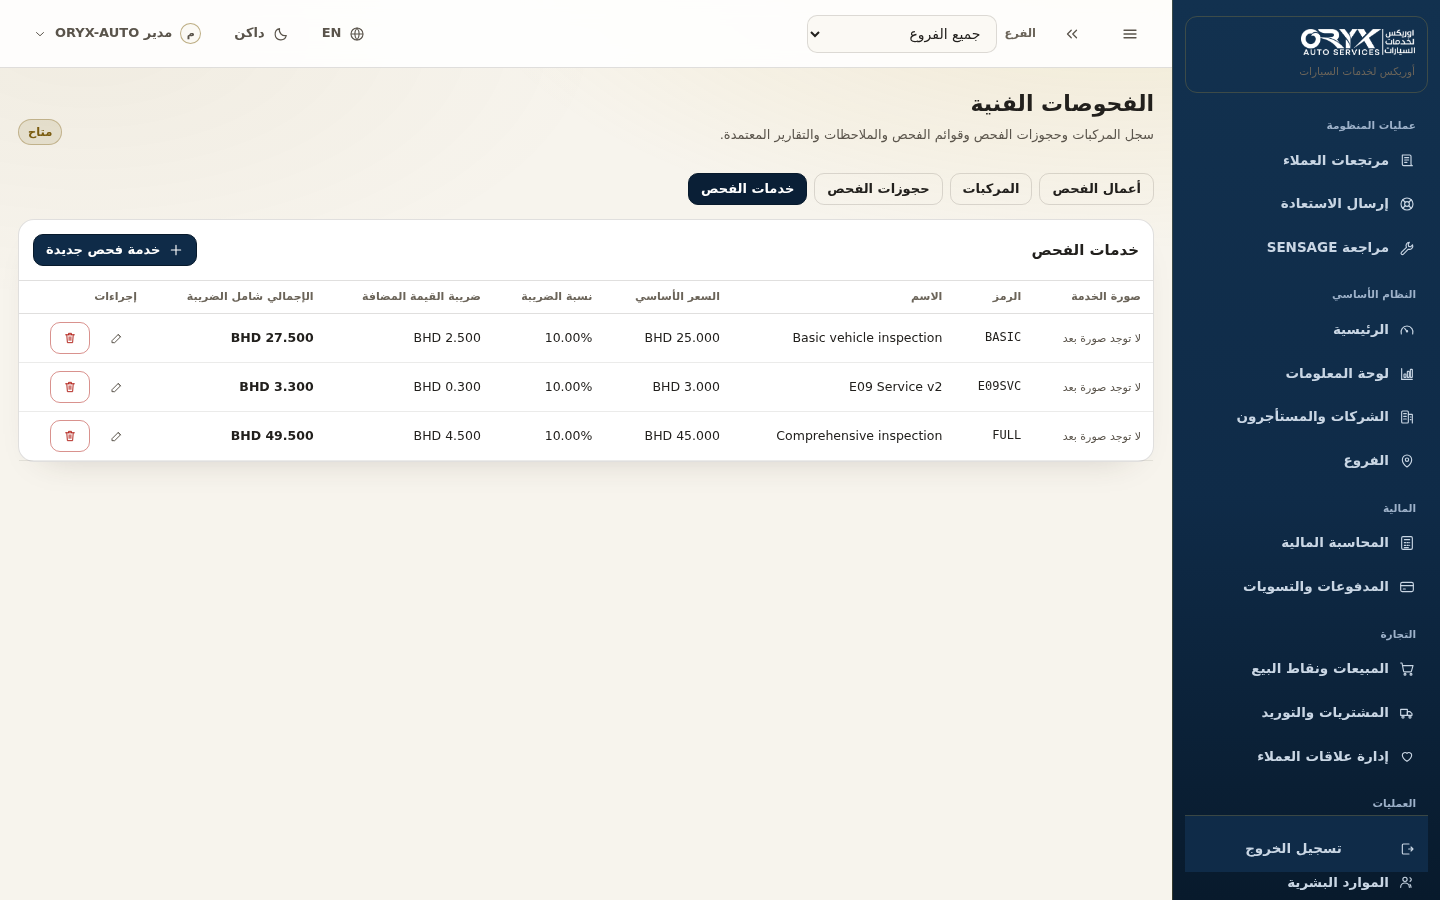 أوريكس
لخدمات
السيارات
ORYX
AUTO SERVICES
أوريكس لخدمات السيارات
عمليات المنظومة
مرتجعات العملاء
إرسال الاستعادة
مراجعة SENSAGE
النظام الأساسي
الرئيسية
لوحة المعلومات
الشركات والمستأجرون
الفروع
المالية
المحاسبة المالية
المدفوعات والتسويات
التجارة
المبيعات ونقاط البيع
المشتريات والتوريد
إدارة علاقات العملاء
العمليات
تسجيل الخروج
الموارد البشرية
الفرع جميع الفروع EN داكن م مدير ORYX-AUTO
الفحوصات الفنية
سجل المركبات وحجوزات الفحص وقوائم الفحص والملاحظات والتقارير المعتمدة.
متاح
أعمال الفحص المركبات حجوزات الفحص خدمات الفحص
خدمات الفحص خدمة فحص جديدة
صورة الخدمة الرمز الاسم السعر الأساسي نسبة الضريبة ضريبة القيمة المضافة الإجمالي شامل الضريبة إجراءات
لا توجد صورة بعد BASIC Basic vehicle inspection BHD 25.000 10.00% BHD 2.500 BHD 27.500
لا توجد صورة بعد E09SVC E09 Service v2 BHD 3.000 10.00% BHD 0.300 BHD 3.300
لا توجد صورة بعد FULL Comprehensive inspection BHD 45.000 10.00% BHD 4.500 BHD 49.500